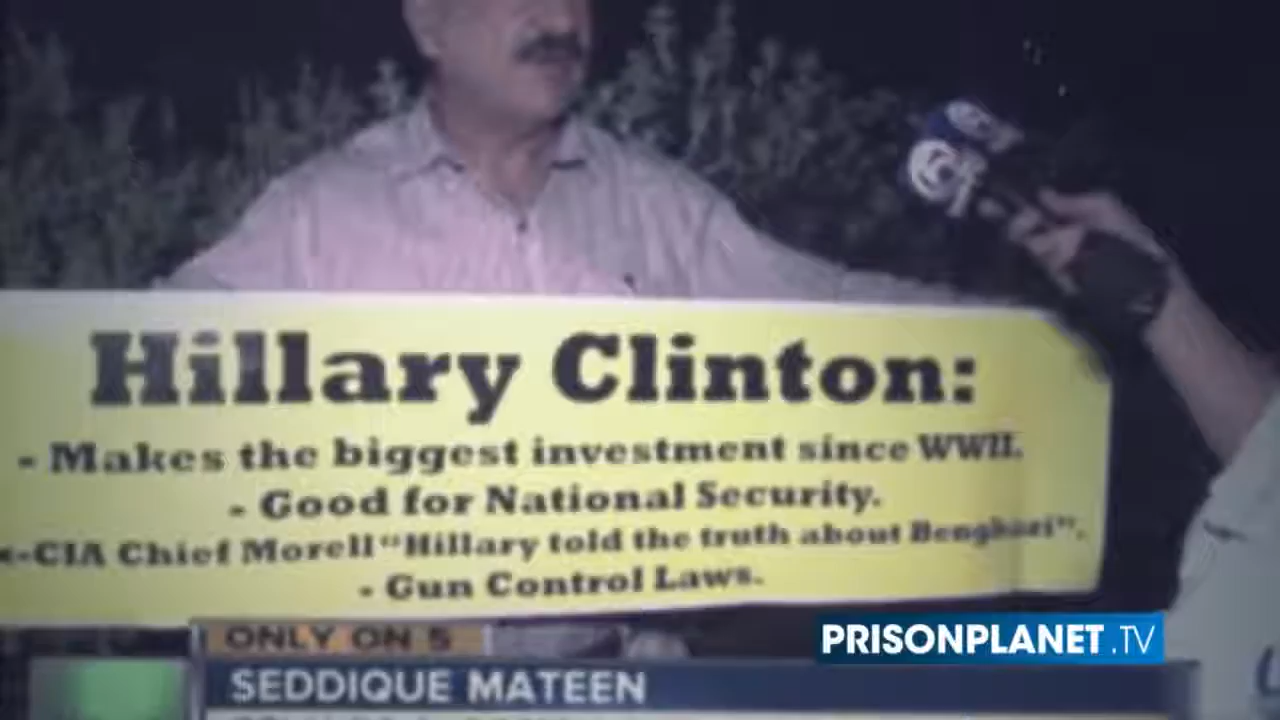 Hillary Clinton:
- Makes the biggest investment since WWII.
- Good for National Security.
-CIA Chief Morell "Hillary told the truth about Benghazi".
- Gun Control Laws.
ONLY ON 5
PRISONPLANET.TV
SEDDIQUE MATEEN